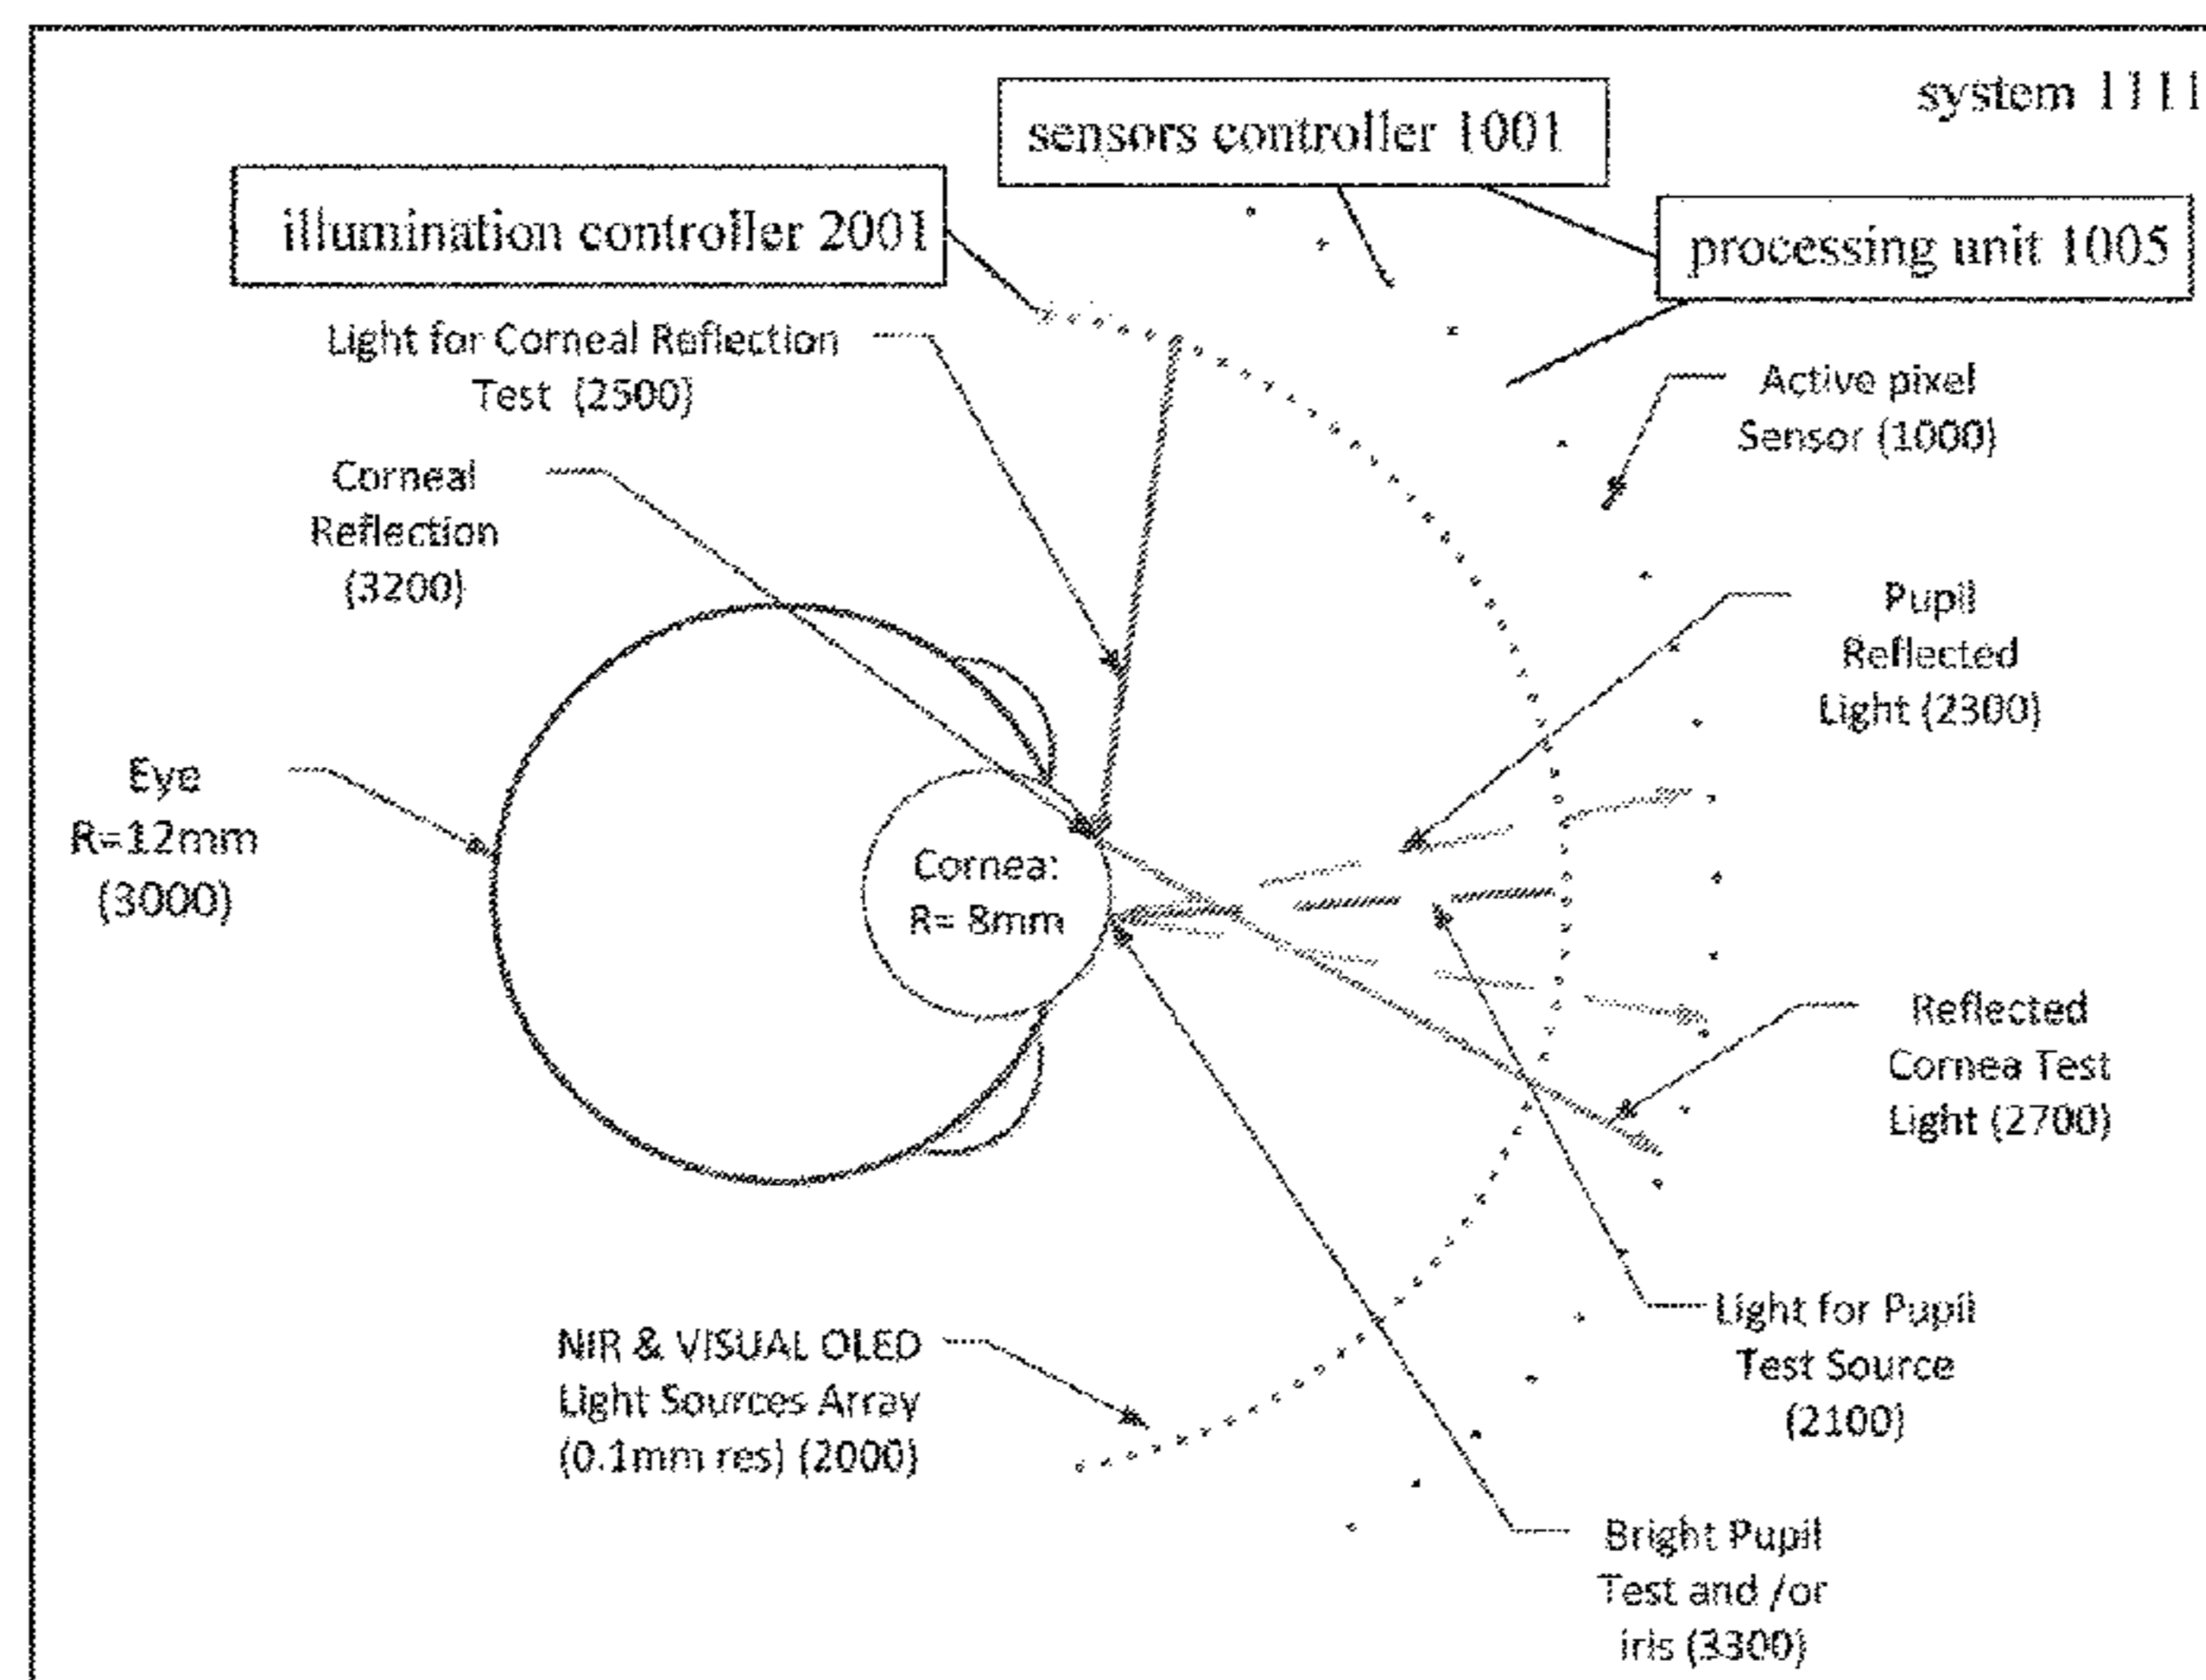 system 1111
sensors controller 1001
illumination controller 2001
processing unit 1005
Light for Corneal Reflection
Test (2500)
Active pixel
Sensor (1000)
Corneal
Reflection
(3200)
Pupil
Reflected
Light (2300)
Eye
R=12mm
(3000)
Cornea:
R= 8mm
Reflected
Cornea Test
Light (2700)
NIR & VISUAL OLED
Light Sources Array
(0.1mm res) (2000)
Light for Pupil
Test Source
(2100)
Bright Pupil
Test and /or
iris (3300)